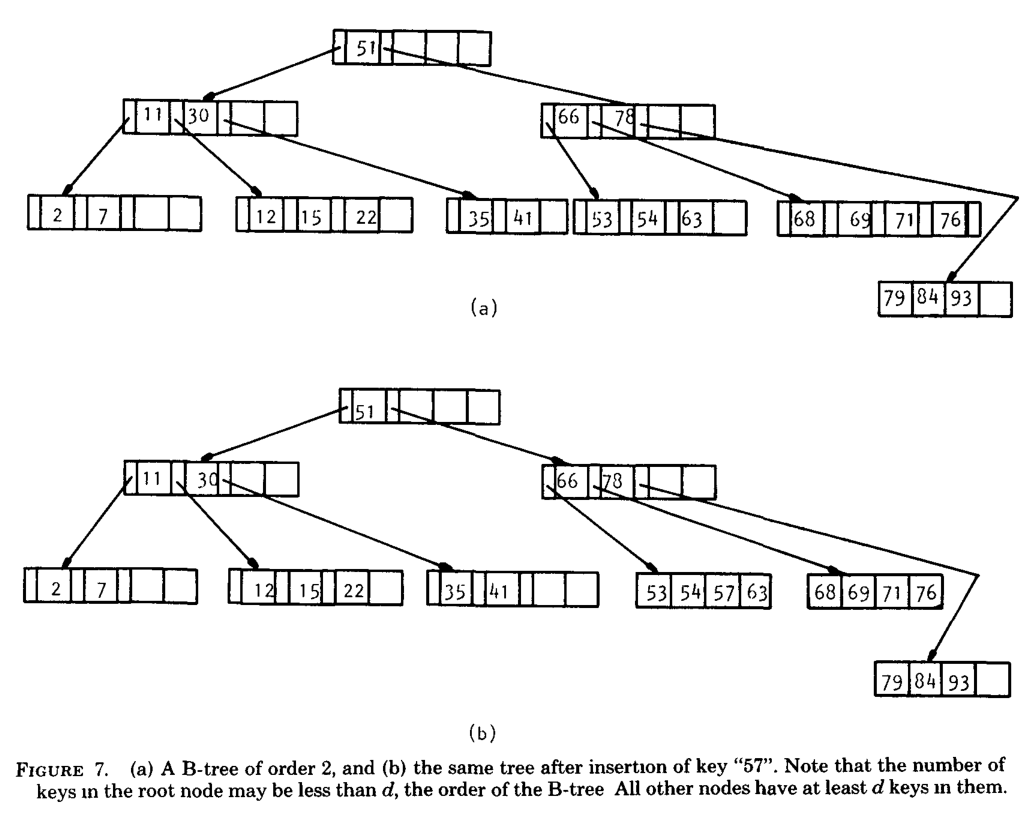 51
11 30
66 78
2 7
12 15 22
35 41
53 54 63
68 69 71 76
79 84 93
(a)
51
11 30
66 78
2 7
12 15 22
35 41
53 54 57 63
68 69 71 76
79 84 93
(b)
FIGURE 7. (a) A B-tree of order 2, and (b) the same tree after insertion of key "57". Note that the number of
keys in the root node may be less than d, the order of the B-tree All other nodes have at least d keys in them.